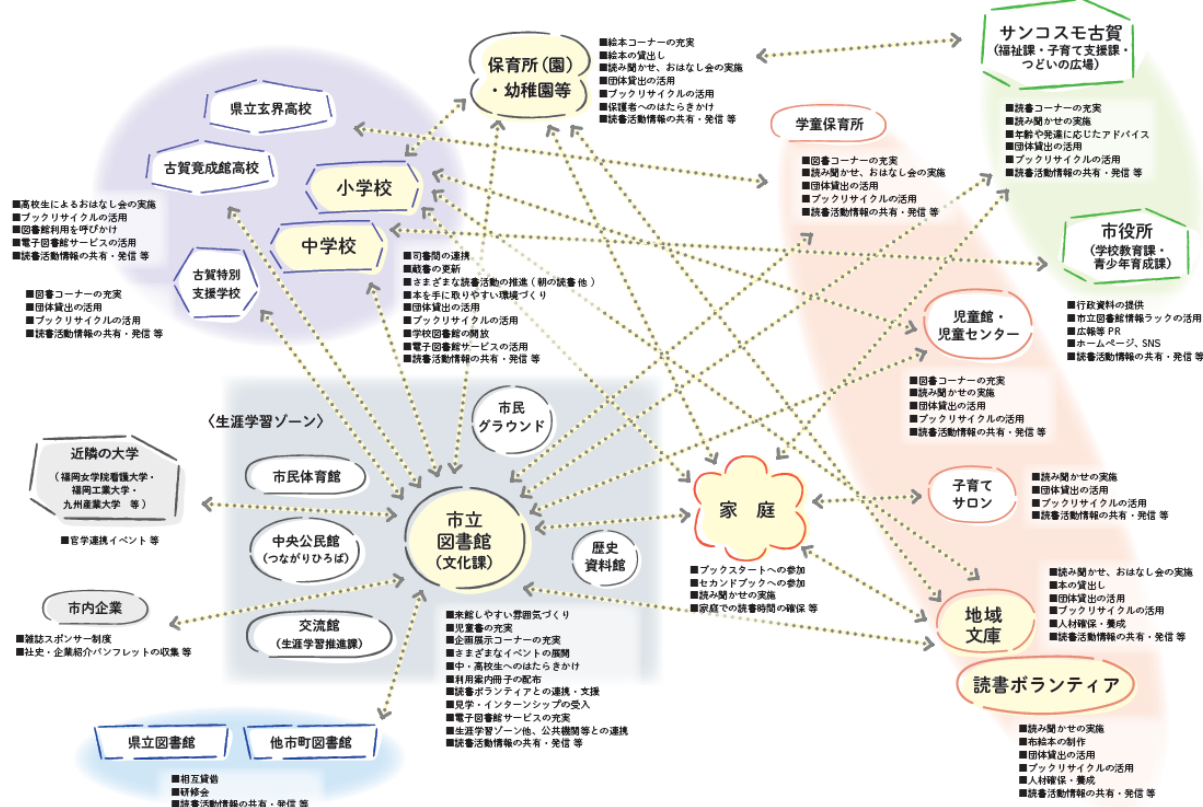 保育所(園)
・幼稚園等
■絵本コーナーの充実
■絵本の貸出し
■読み聞かせ、おはなし会の実施
■団体貸出の活用
■ブックリサイクルの活用
■保護者へのはたらきかけ
■読書活動情報の共有・発信 等
サンコスモ古賀
(福祉課・子育て支援課・
つどいの広場)
■読書コーナーの充実
■読み聞かせの実施
■年齢や発達に応じたアドバイス
■団体貸出の活用
■ブックリサイクルの活用
■読書活動情報の共有・発信 等
県立玄界高校
古賀竟成館高校
小学校
中学校
古賀特別
支援学校
■高校生によるおはなし会の実施
■ブックリサイクルの活用
■図書館利用を呼びかけ
■電子図書館サービスの活用
■読書活動情報の共有・発信 等
■図書コーナーの充実
■団体貸出の活用
■ブックリサイクルの活用
■読書活動情報の共有・発信 等
■司書間の連携
■蔵書の更新
■さまざまな読書活動の推進(朝の読書 他)
■本を手に取りやすい環境づくり
■団体貸出の活用
■ブックリサイクルの活用
■学校図書館の開放
■電子図書館サービスの活用
■読書活動情報の共有・発信 等
学童保育所
■図書コーナーの充実
■読み聞かせ、おはなし会の実施
■団体貸出の活用
■ブックリサイクルの活用
■読書活動情報の共有・発信 等
市役所
(学校教育課・
青少年育成課)
■行政資料の提供
■市立図書館情報ラックの活用
■広報等 PR
■ホームページ、SNS
■読書活動情報の共有・発信 等
児童館・
児童センター
■図書コーナーの充実
■読み聞かせの実施
■団体貸出の活用
■ブックリサイクルの活用
■読書活動情報の共有・発信 等
〈生涯学習ゾーン〉
市民
グラウンド
市民体育館
中央公民館
(つながりひろば)
交流館
(生涯学習推進課)
市立
図書館
(文化課)
歴史
資料館
■来館しやすい雰囲気づくり
■児童書の充実
■企画展示コーナーの充実
■さまざまなイベントの展開
■中・高校生へのはたらきかけ
■利用案内冊子の配布
■読書ボランティアとの連携・支援
■見学・インターンシップの受入
■電子図書館サービスの充実
■生涯学習ゾーン他、公共機関等との連携
■読書活動情報の共有・発信 等
近隣の大学
(福岡女学院看護大学・
福岡工業大学・
九州産業大学 等)
■官学連携イベント 等
市内企業
■雑誌スポンサー制度
■社史・企業紹介パンフレットの収集 等
県立図書館
他市町図書館
■相互貸借
■研修会
■読書活動情報の共有・発信 等
家庭
■ブックスタートへの参加
■セカンドブックへの参加
■読み聞かせの実施
■家庭での読書時間の確保 等
子育て
サロン
■読み聞かせの実施
■団体貸出の活用
■ブックリサイクルの活用
■読書活動情報の共有・発信 等
地域
文庫
■読み聞かせ、おはなし会の実施
■本の貸出し
■団体貸出の活用
■ブックリサイクルの活用
■人材確保・養成
■読書活動情報の共有・発信 等
読書ボランティア
■読み聞かせの実施
■布絵本の制作
■団体貸出の活用
■ブックリサイクルの活用
■人材確保・養成
■読書活動情報の共有・発信 等